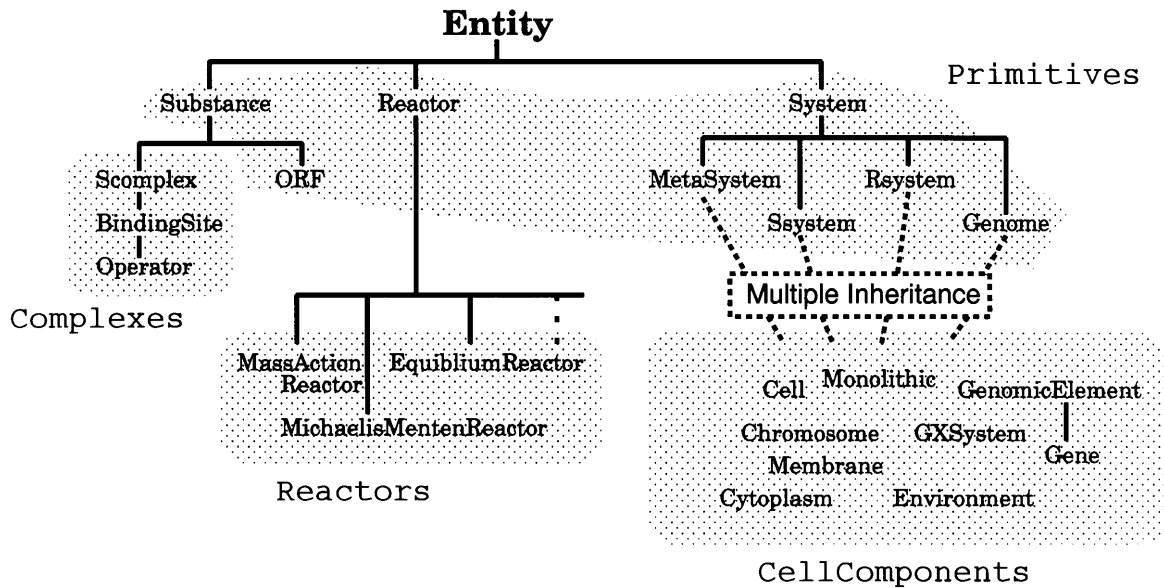 Entity
Primitives
Substance
Reactor
System
Scomplex
ORF
MetaSystem
Rsystem
BindingSite
Ssystem
Genome
Operator
Multiple Inheritance
Complexes
MassAction
Reactor
EquibliumReactor
MichaelisMentenReactor
Reactors
Cell
Monolithic
GenomicElement
Chromosome
GXSystem
Gene
Membrane
Cytoplasm
Environment
CellComponents